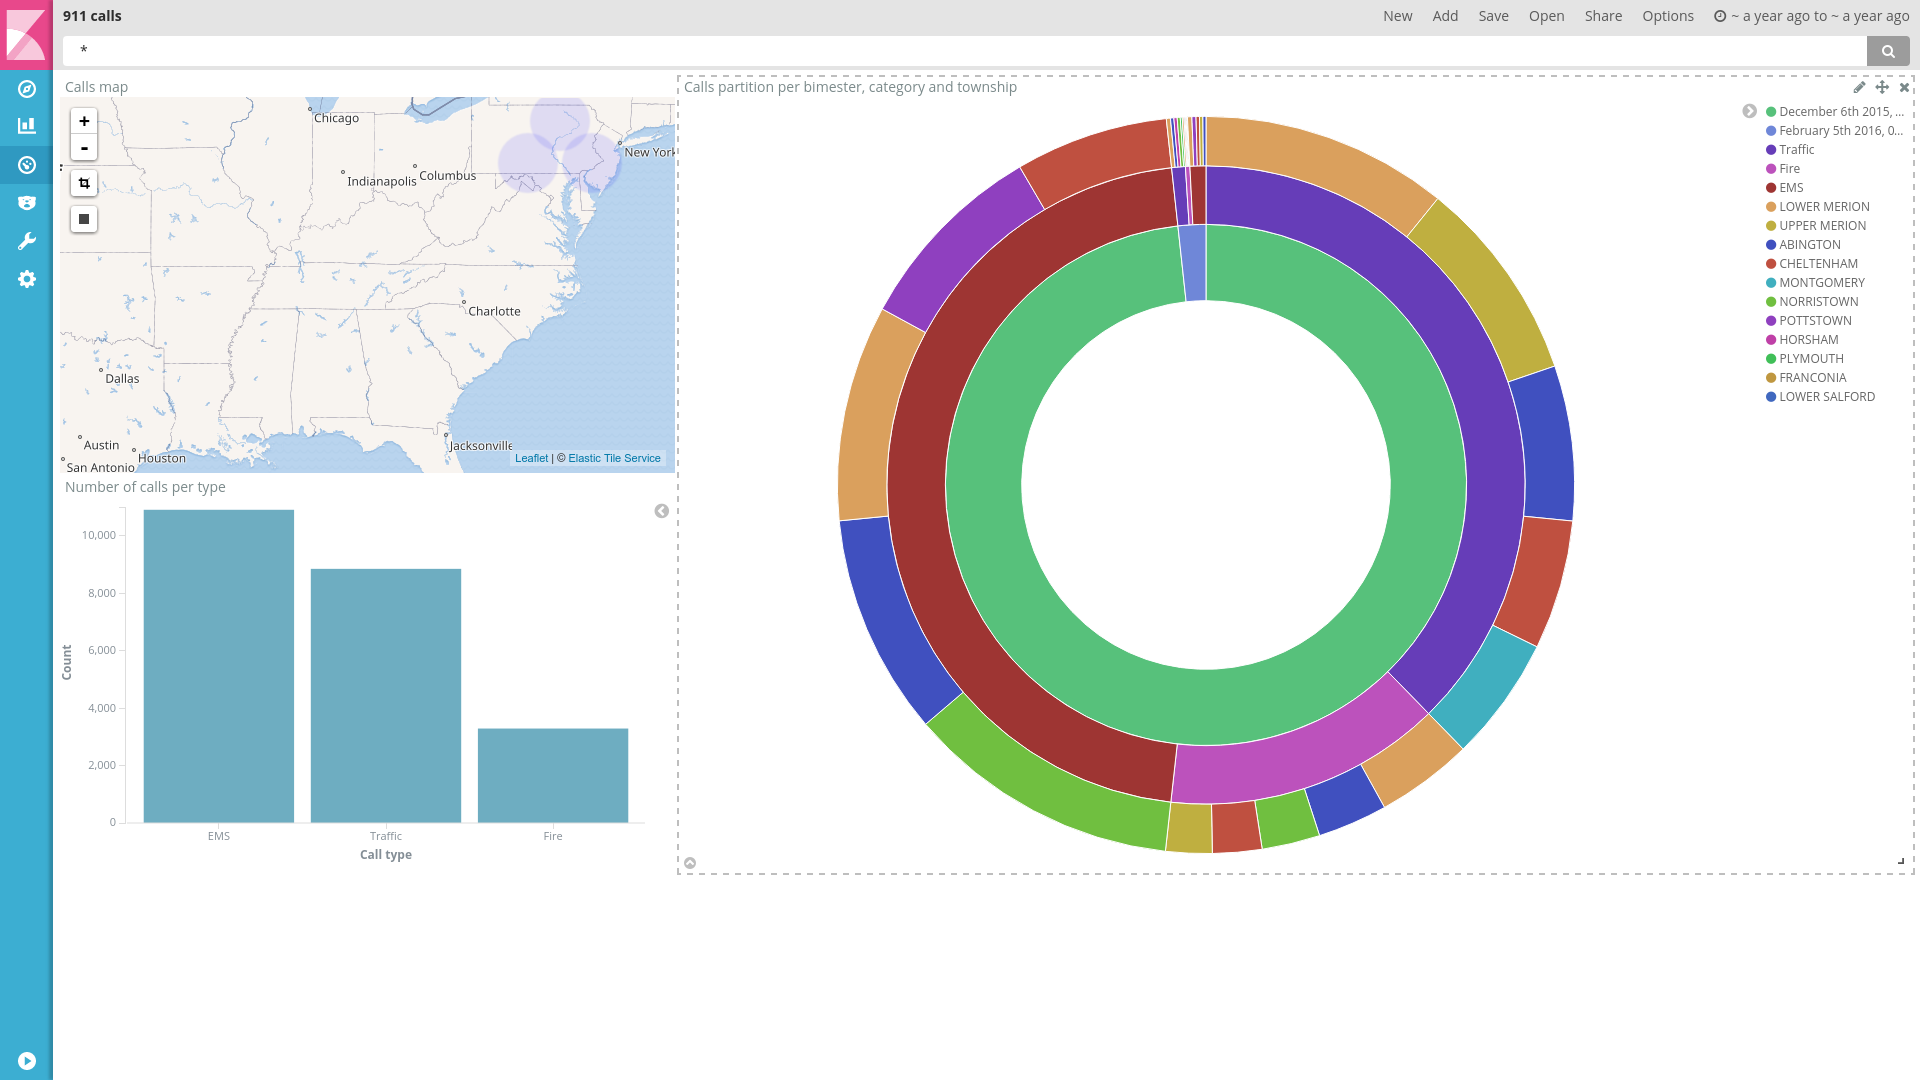 911 calls
New Add Save Open Share Options ~ a year ago to ~ a year ago
*
Calls map
+
-
Chicago
New York
Columbus
Indianapolis
Charlotte
Dallas
Jacksonville
Austin
Houston
San Antonio
Leaflet | © Elastic Tile Service
Number of calls per type
10,000
8,000
6,000
4,000
2,000
0
Count
EMS Traffic Fire
Call type
Calls partition per bimester, category and township
December 6th 2015, ...
February 5th 2016, 0...
Traffic
Fire
EMS
LOWER MERION
UPPER MERION
ABINGTON
CHELTENHAM
MONTGOMERY
NORRISTOWN
POTTSTOWN
HORSHAM
PLYMOUTH
FRANCONIA
LOWER SALFORD